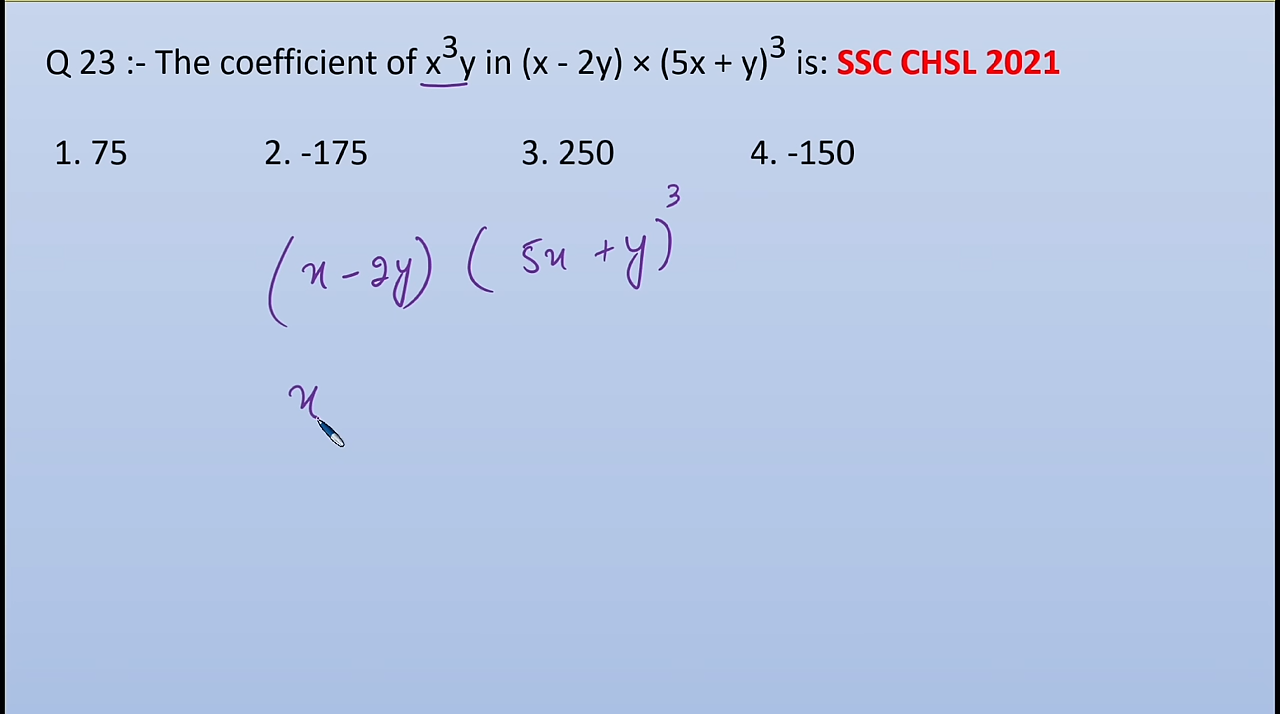 Q 23 :- The coefficient of x³y in (x - 2y) × (5x + y)³ is: SSC CHSL 2021
1. 75 2. -175 3. 250 4. -150
(x - 2y) (5x + y)³
x